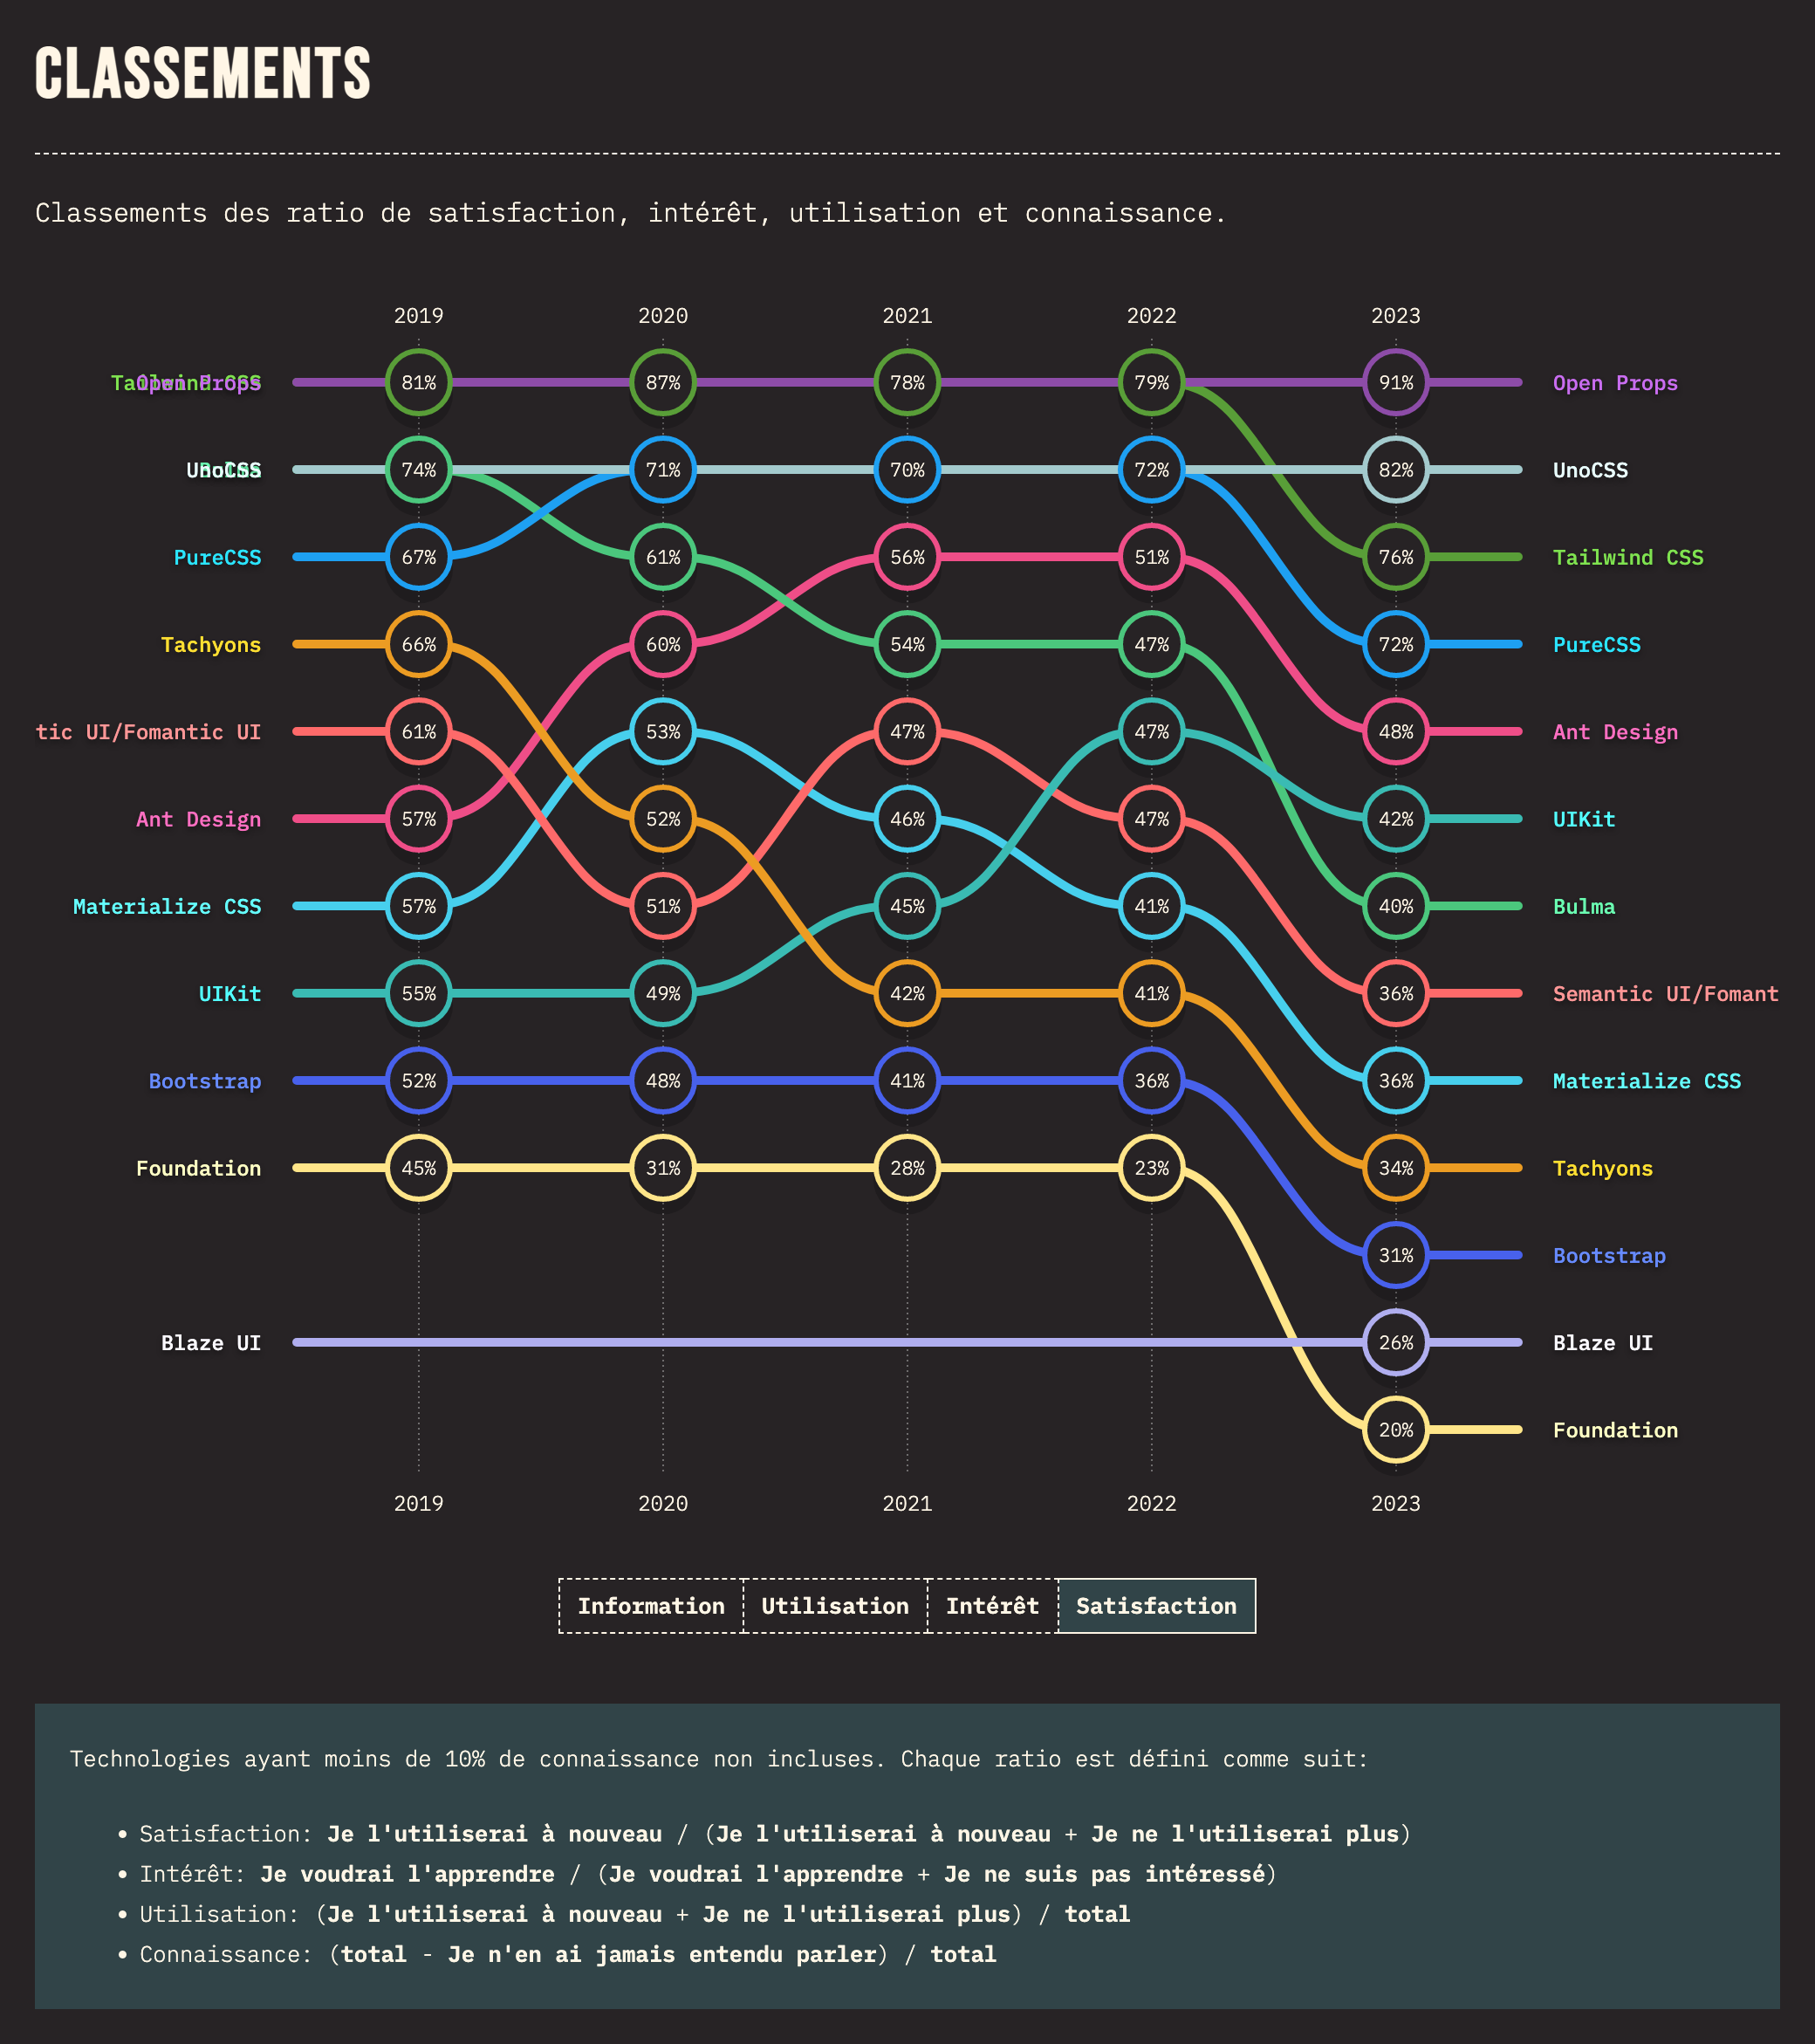 CLASSEMENTS
Classements des ratio de satisfaction, intérêt, utilisation et connaissance.
2019 2020 2021 2022 2023
Tailwind CSS Open Props 81% 87% 78% 79% 91% Open Props
UnoCSS Bulma 74% 71% 70% 72% 82% UnoCSS
PureCSS 67% 61% 56% 51% 76% Tailwind CSS
Tachyons 66% 60% 54% 47% 72% PureCSS
tic UI/Fomantic UI 61% 53% 47% 47% 48% Ant Design
Ant Design 57% 52% 46% 47% 42% UIKit
Materialize CSS 57% 51% 45% 41% 40% Bulma
UIKit 55% 49% 42% 41% 36% Semantic UI/Fomant
Bootstrap 52% 48% 41% 36% 36% Materialize CSS
Foundation 45% 31% 28% 23% 34% Tachyons
31% Bootstrap
Blaze UI 26% Blaze UI
20% Foundation
2019 2020 2021 2022 2023
Information Utilisation Intérêt Satisfaction
Technologies ayant moins de 10% de connaissance non incluses. Chaque ratio est défini comme suit:
• Satisfaction: Je l'utiliserai à nouveau / (Je l'utiliserai à nouveau + Je ne l'utiliserai plus)
• Intérêt: Je voudrai l'apprendre / (Je voudrai l'apprendre + Je ne suis pas intéressé)
• Utilisation: (Je l'utiliserai à nouveau + Je ne l'utiliserai plus) / total
• Connaissance: (total - Je n'en ai jamais entendu parler) / total